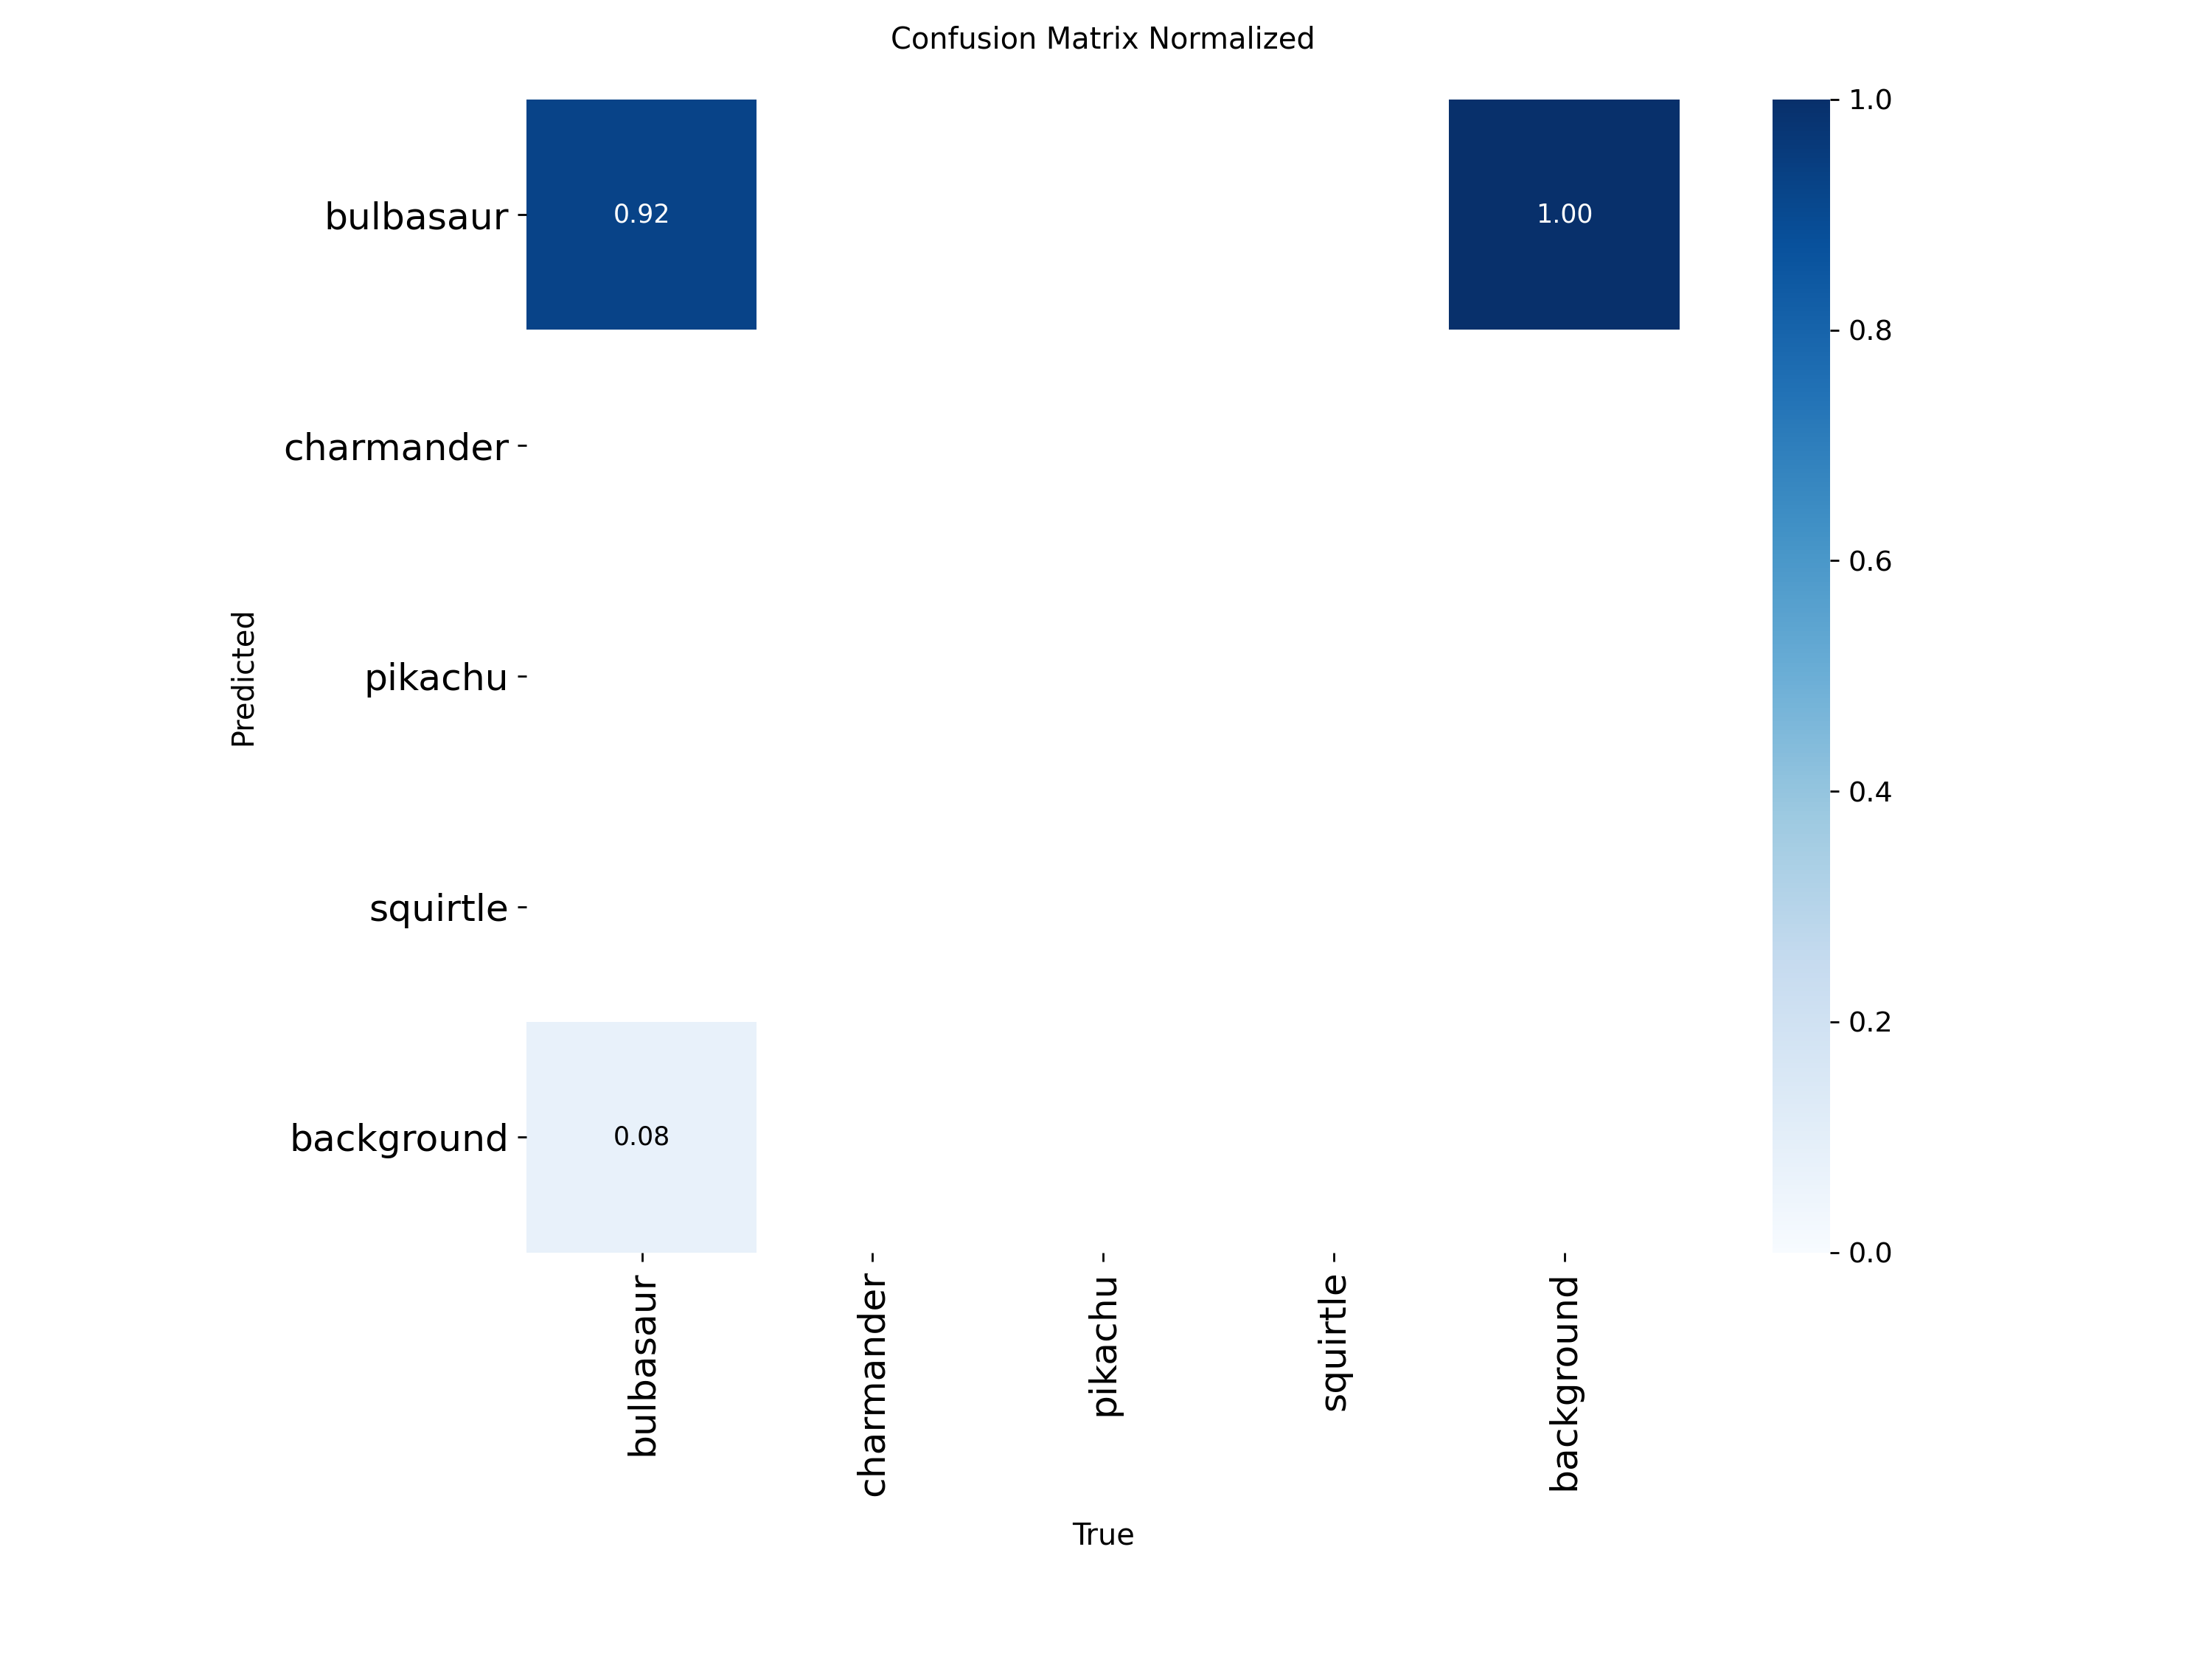 Confusion Matrix Normalized
bulbasaur
0.92
1.00
charmander
pikachu
squirtle
background
0.08
Predicted
bulbasaur
charmander
pikachu
squirtle
background
True
1.0
0.8
0.6
0.4
0.2
0.0